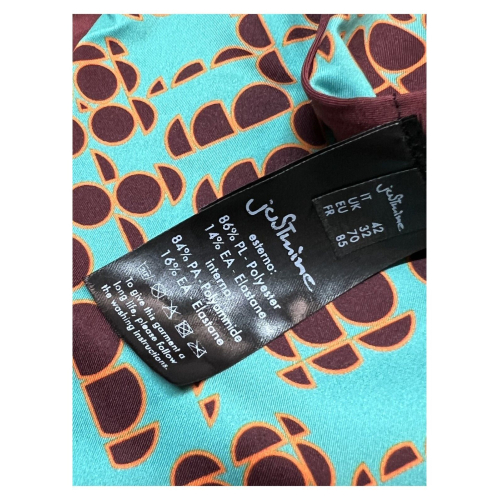 justmine
esterno:
86% PL. Polyester
14% EA . Elastane
interno:
84% PA . Polyammide
16% EA . Elastane
To give this garment a
long life, please follow
the washing instructions.
justmine
IT 42
UK 32
EU 70
FR 85